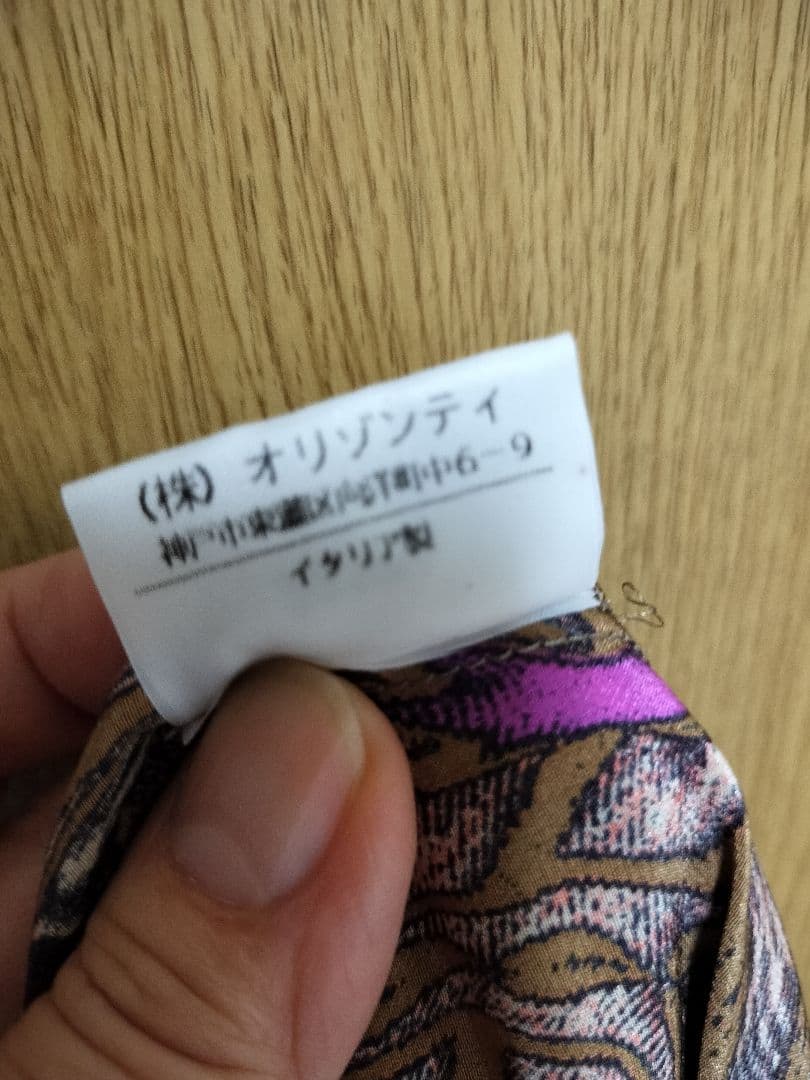 (株) オリゾンティ
神戸市東灘区向洋町中6-9
イタリア製